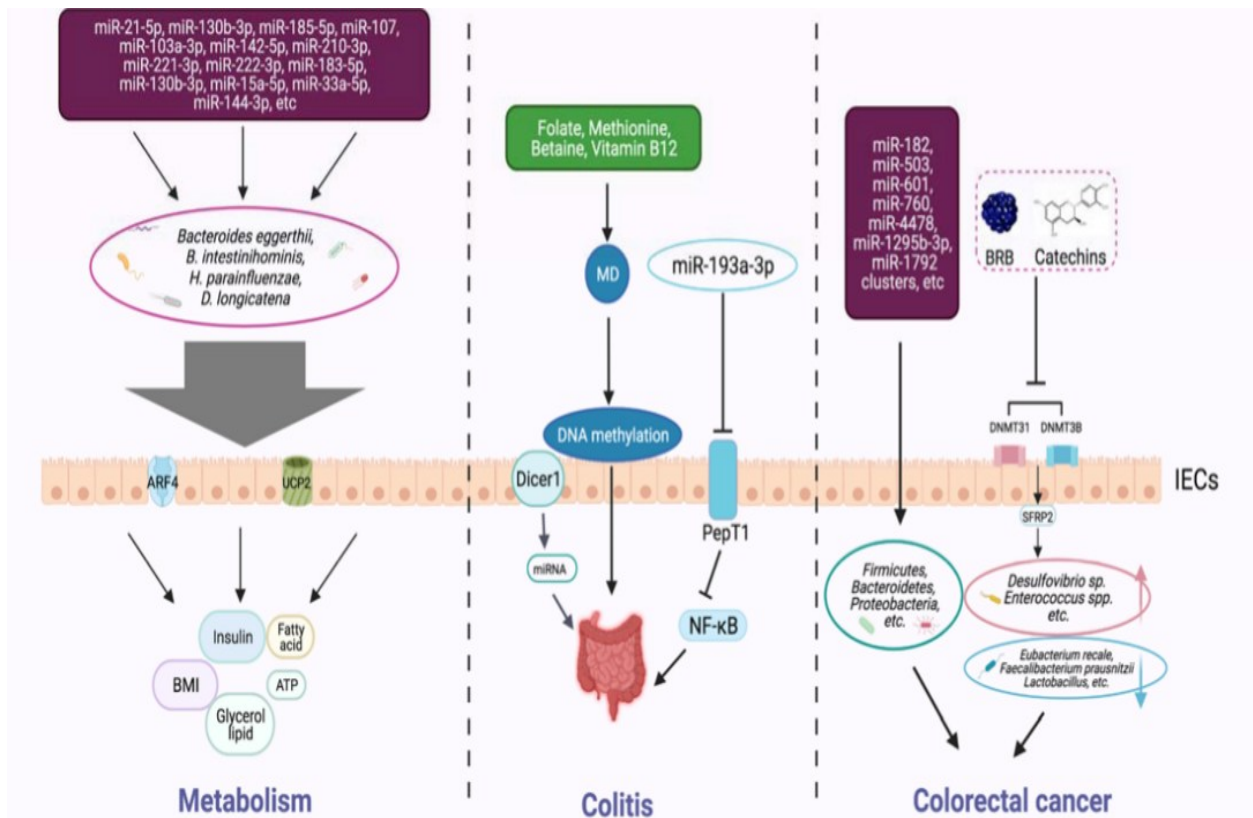 miR-21-5p, miR-130b-3p, miR-185-5p, miR-107,
miR-103a-3p, miR-142-5p, miR-210-3p,
miR-221-3p, miR-222-3p, miR-183-5p,
miR-130b-3p, miR-15a-5p, miR-33a-5p,
miR-144-3p, etc
Bacteroides eggerthii,
B. intestinihominis,
H. parainfluenzae,
D. longicatena
ARF4
UCP2
Insulin
Fatty
acid
BMI
ATP
Glycerol
lipid
Metabolism
Folate, Methionine,
Betaine, Vitamin B12
MD
miR-193a-3p
DNA methylation
Dicer1
miRNA
PepT1
NF-κB
Colitis
miR-182,
miR-503,
miR-601,
miR-760,
miR-4478,
miR-1295b-3p,
miR-1792
clusters, etc
BRB
Catechins
DNMT31
DNMT3B
IECs
SFRP2
Firmicutes,
Bacteroidetes,
Proteobacteria,
etc.
Desulfovibrio sp.
Enterococcus spp.
etc.
Eubacterium recale,
Faecalibacterium prausnitzii
Lactobacillus, etc.
Colorectal cancer